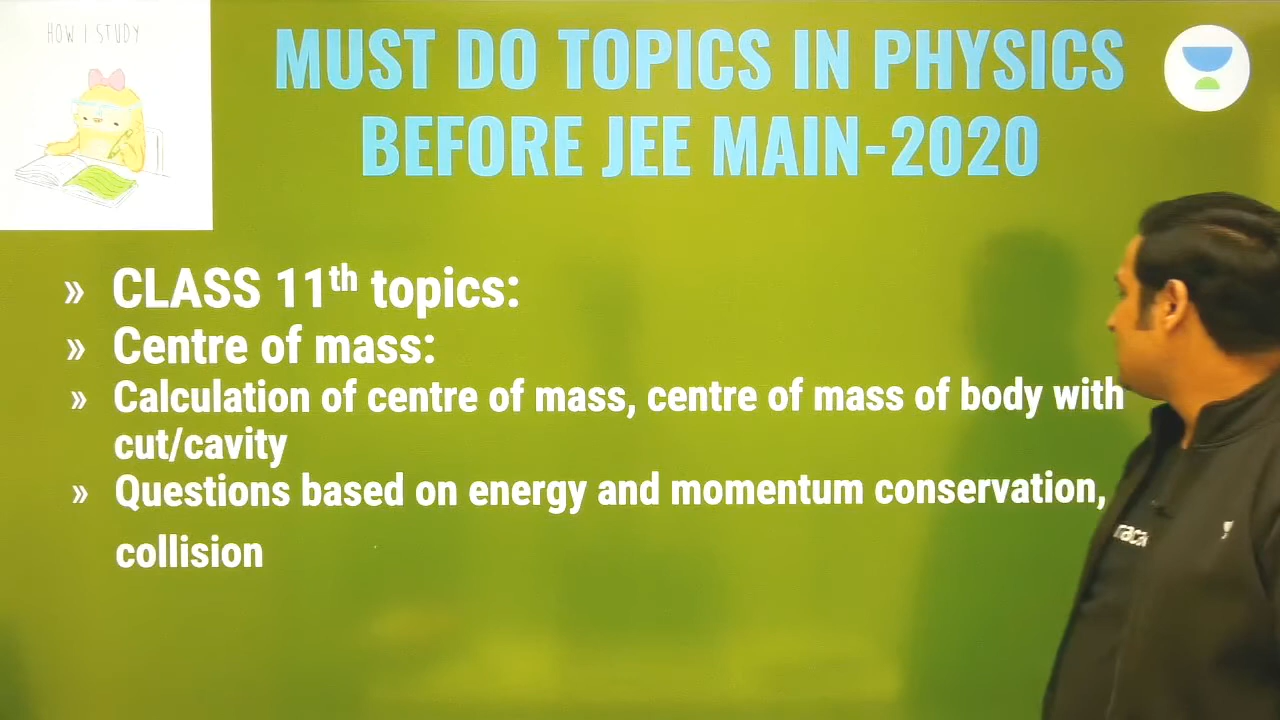 HOW I STUDY
MUST DO TOPICS IN PHYSICS
BEFORE JEE MAIN-2020
» CLASS 11th topics:
» Centre of mass:
» Calculation of centre of mass, centre of mass of body with
cut/cavity
» Questions based on energy and momentum conservation,
collision